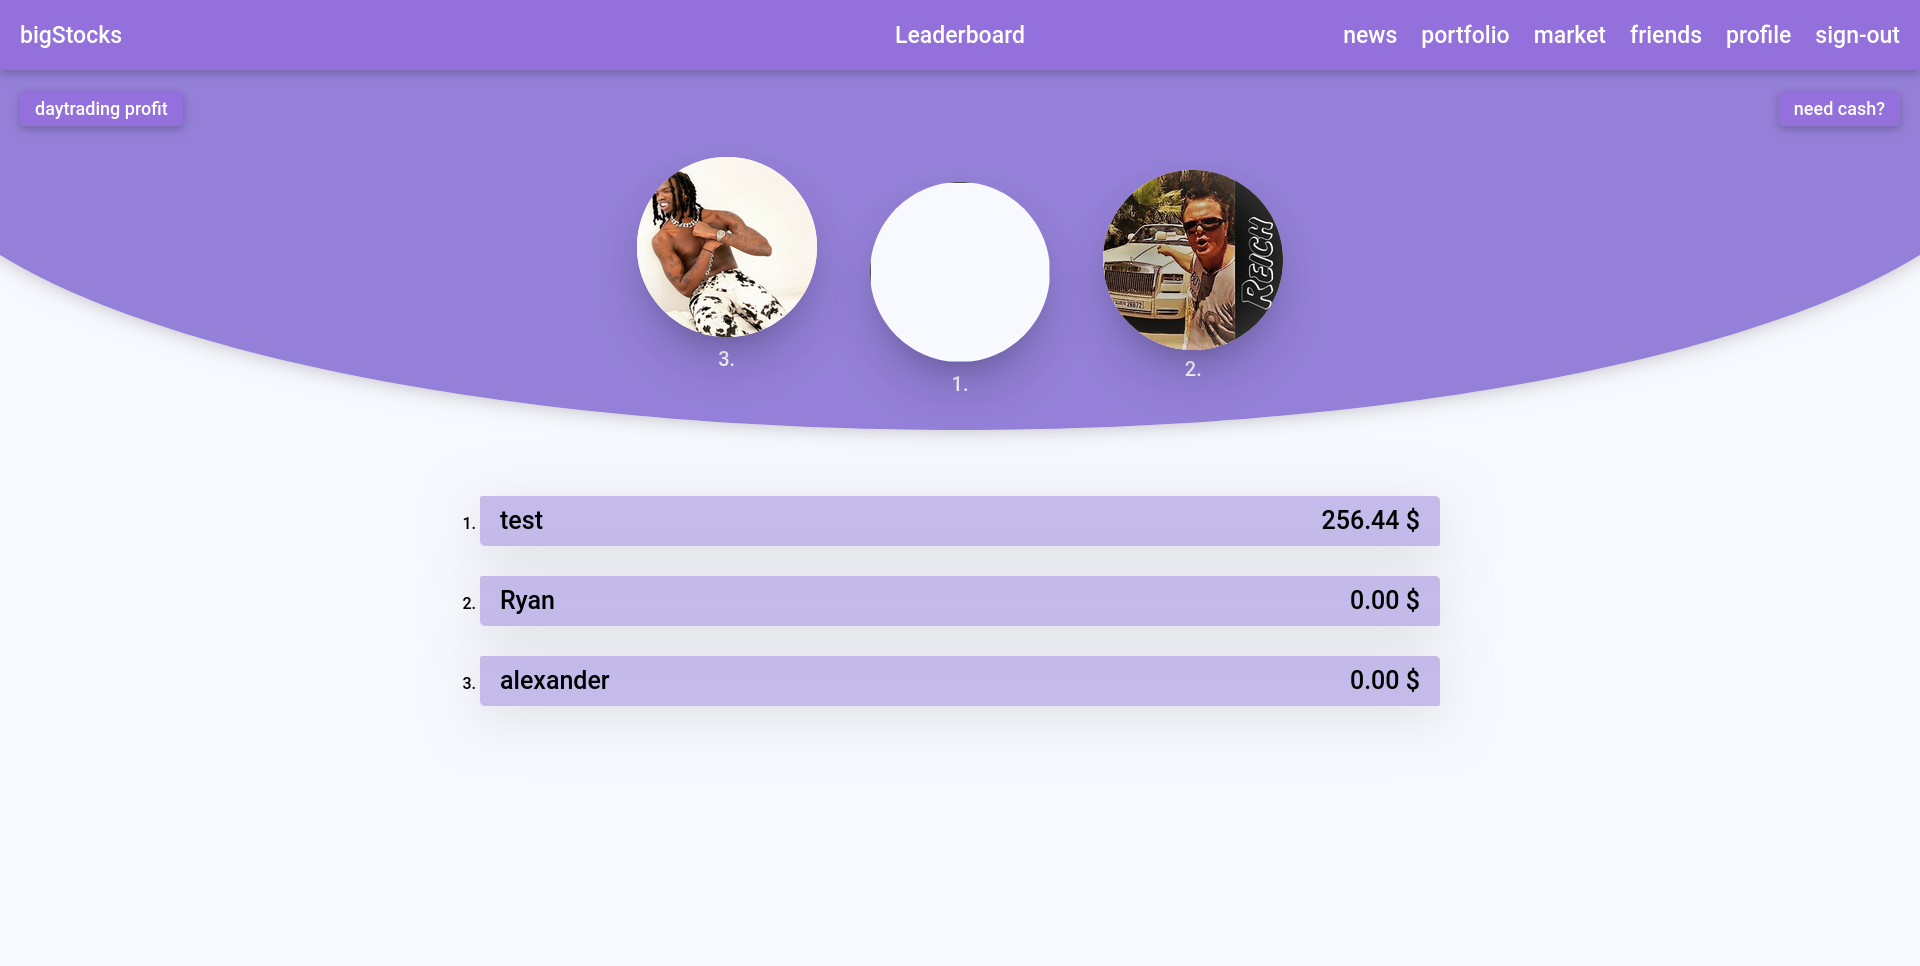 bigStocks
Leaderboard
news portfolio market friends profile sign-out
daytrading profit
need cash?
REICH
3.
1.
2.
1. test 256.44 $
2. Ryan 0.00 $
3. alexander 0.00 $